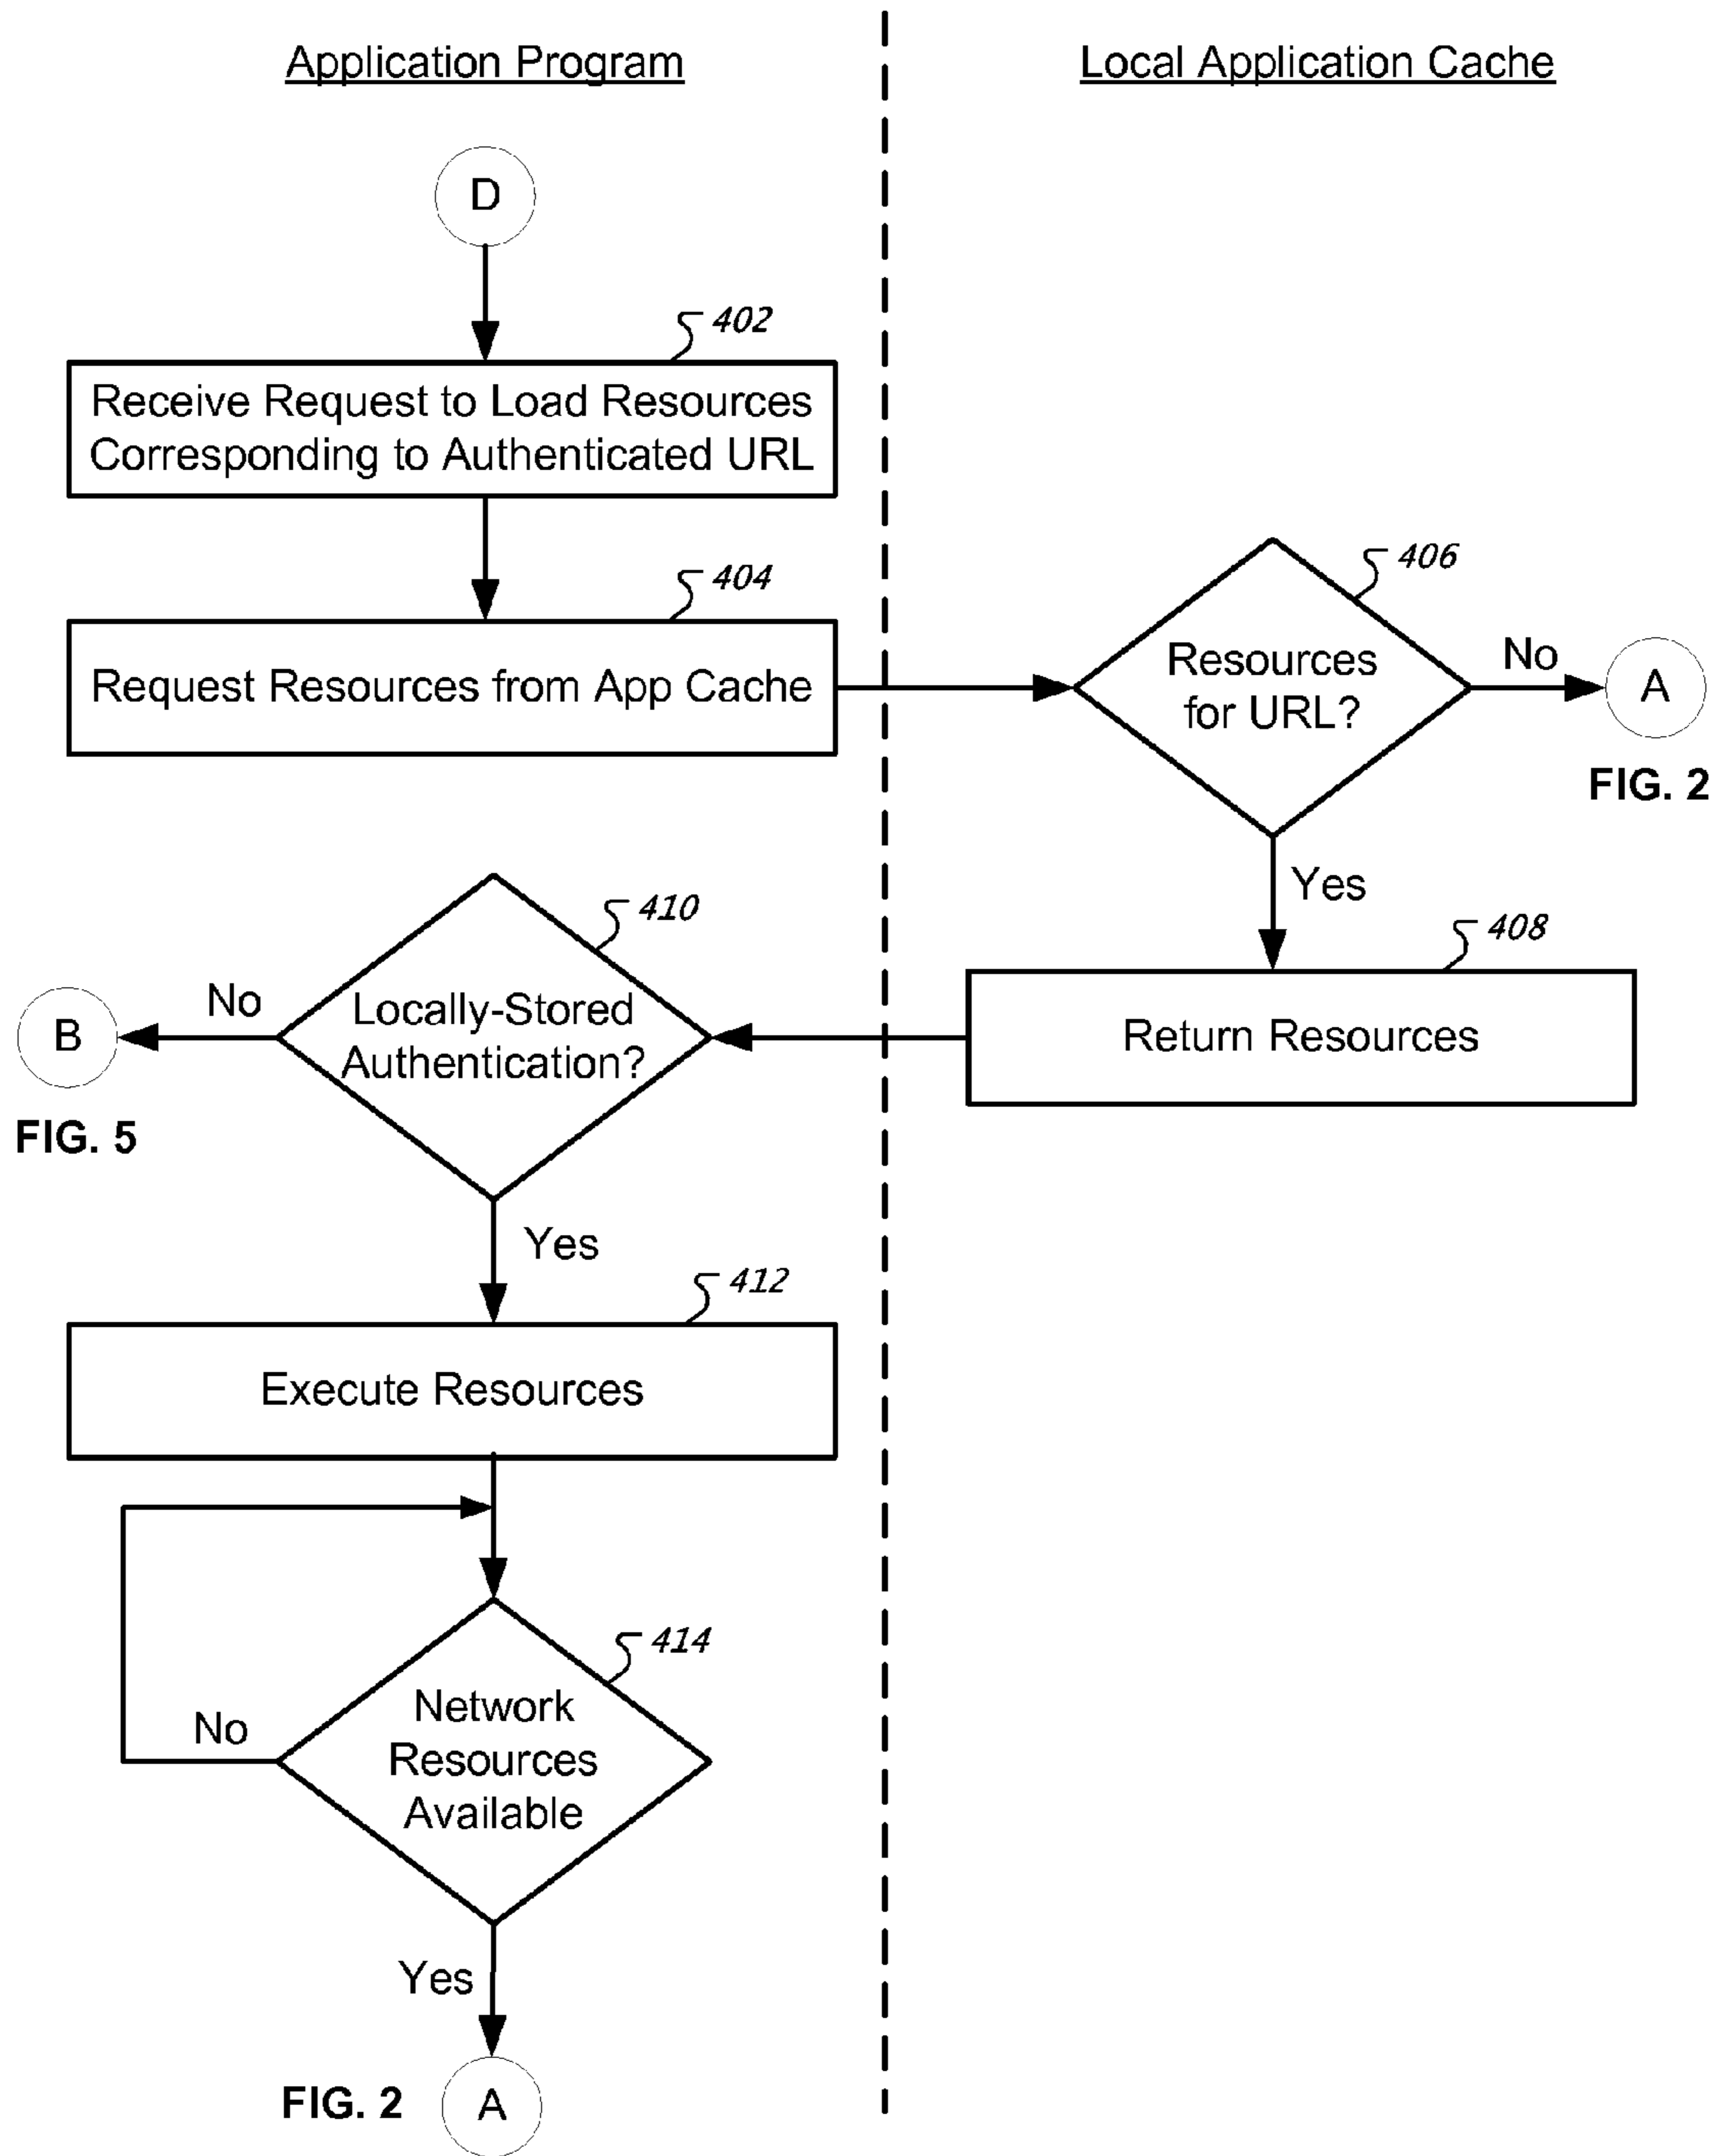 Application Program
Local Application Cache
D
402
Receive Request to Load Resources
Corresponding to Authenticated URL
404
Request Resources from App Cache
406
Resources
for URL?
No
A
FIG. 2
Yes
408
Return Resources
410
Locally-Stored
Authentication?
No
B
FIG. 5
Yes
412
Execute Resources
414
Network
Resources
Available
No
Yes
FIG. 2
A